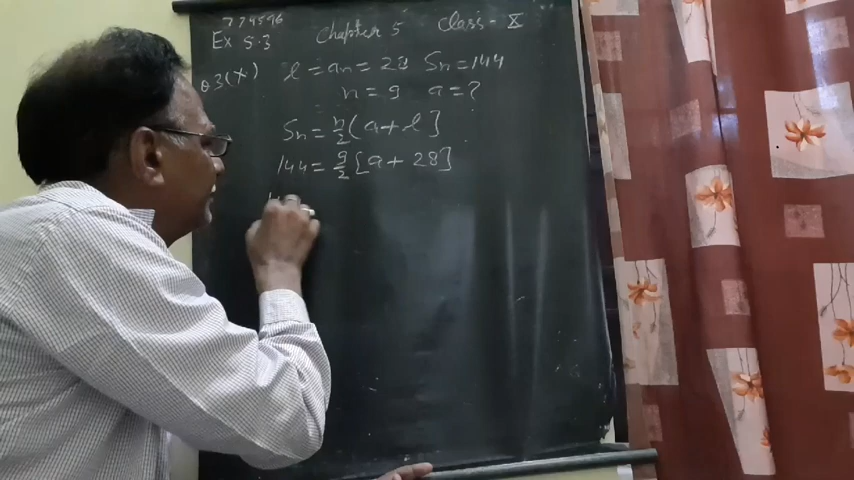 774596
Ex 5.3 Chapter 5 Class - X
Q3(x) l = an = 28 Sn = 144
n = 9 a = ?
Sn = n/2 [a + l]
144 = 9/2 [a + 28]